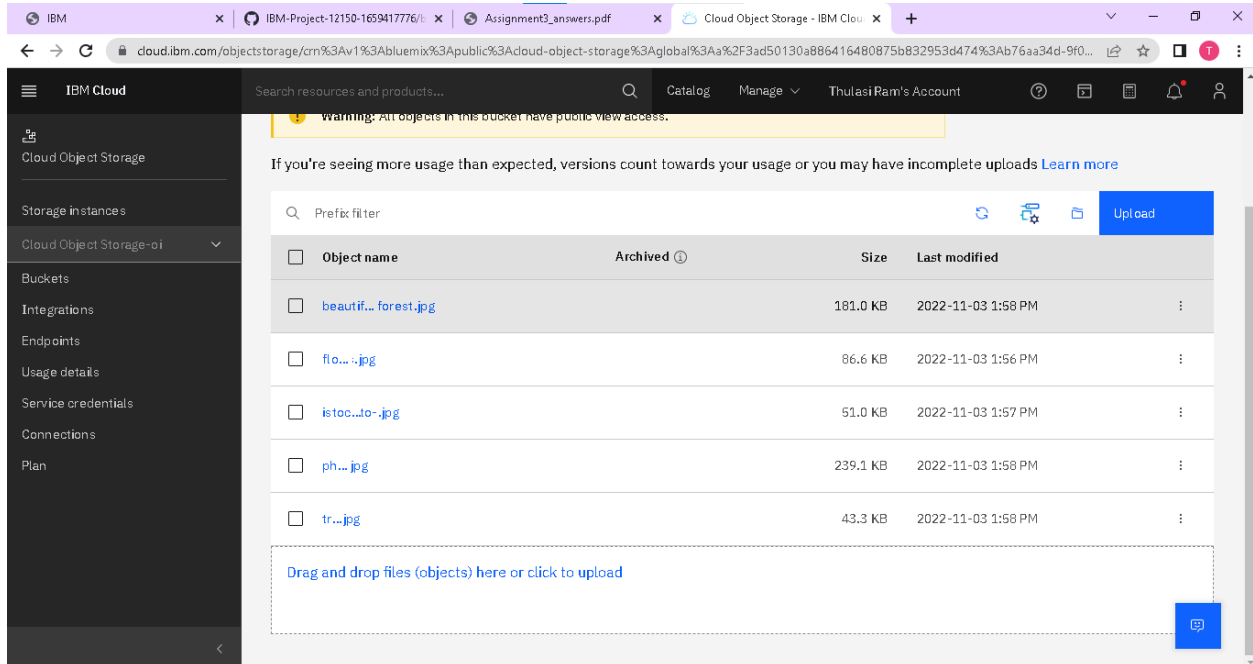 IBM
IBM-Project-12150-1659417776/
Assignment3_answers.pdf
Cloud Object Storage - IBM Clou
cloud.ibm.com/objectstorage/crn%3Av1%3Abluemix%3Apublic%3Acloud-object-storage%3Aglobal%3Aa%2F3ad50130a886416480875b832953d474%3Ab76aa34d-9f0...
T
IBM Cloud
Search resources and products...
Catalog
Manage
Thulasi Ram's Account
Cloud Object Storage
Storage instances
Cloud Object Storage-oi
Buckets
Integrations
Endpoints
Usage details
Service credentials
Connections
Plan
Warning: All objects in this bucket have public view access.
If you're seeing more usage than expected, versions count towards your usage or you may have incomplete uploads Learn more
Prefix filter
Upload
Object name Archived Size Last modified
beautif... forest.jpg 181.0 KB 2022-11-03 1:58 PM
flo... s.jpg 86.6 KB 2022-11-03 1:56 PM
istoc...to-.jpg 51.0 KB 2022-11-03 1:57 PM
ph... jpg 239.1 KB 2022-11-03 1:58 PM
tr...jpg 43.3 KB 2022-11-03 1:58 PM
Drag and drop files (objects) here or click to upload